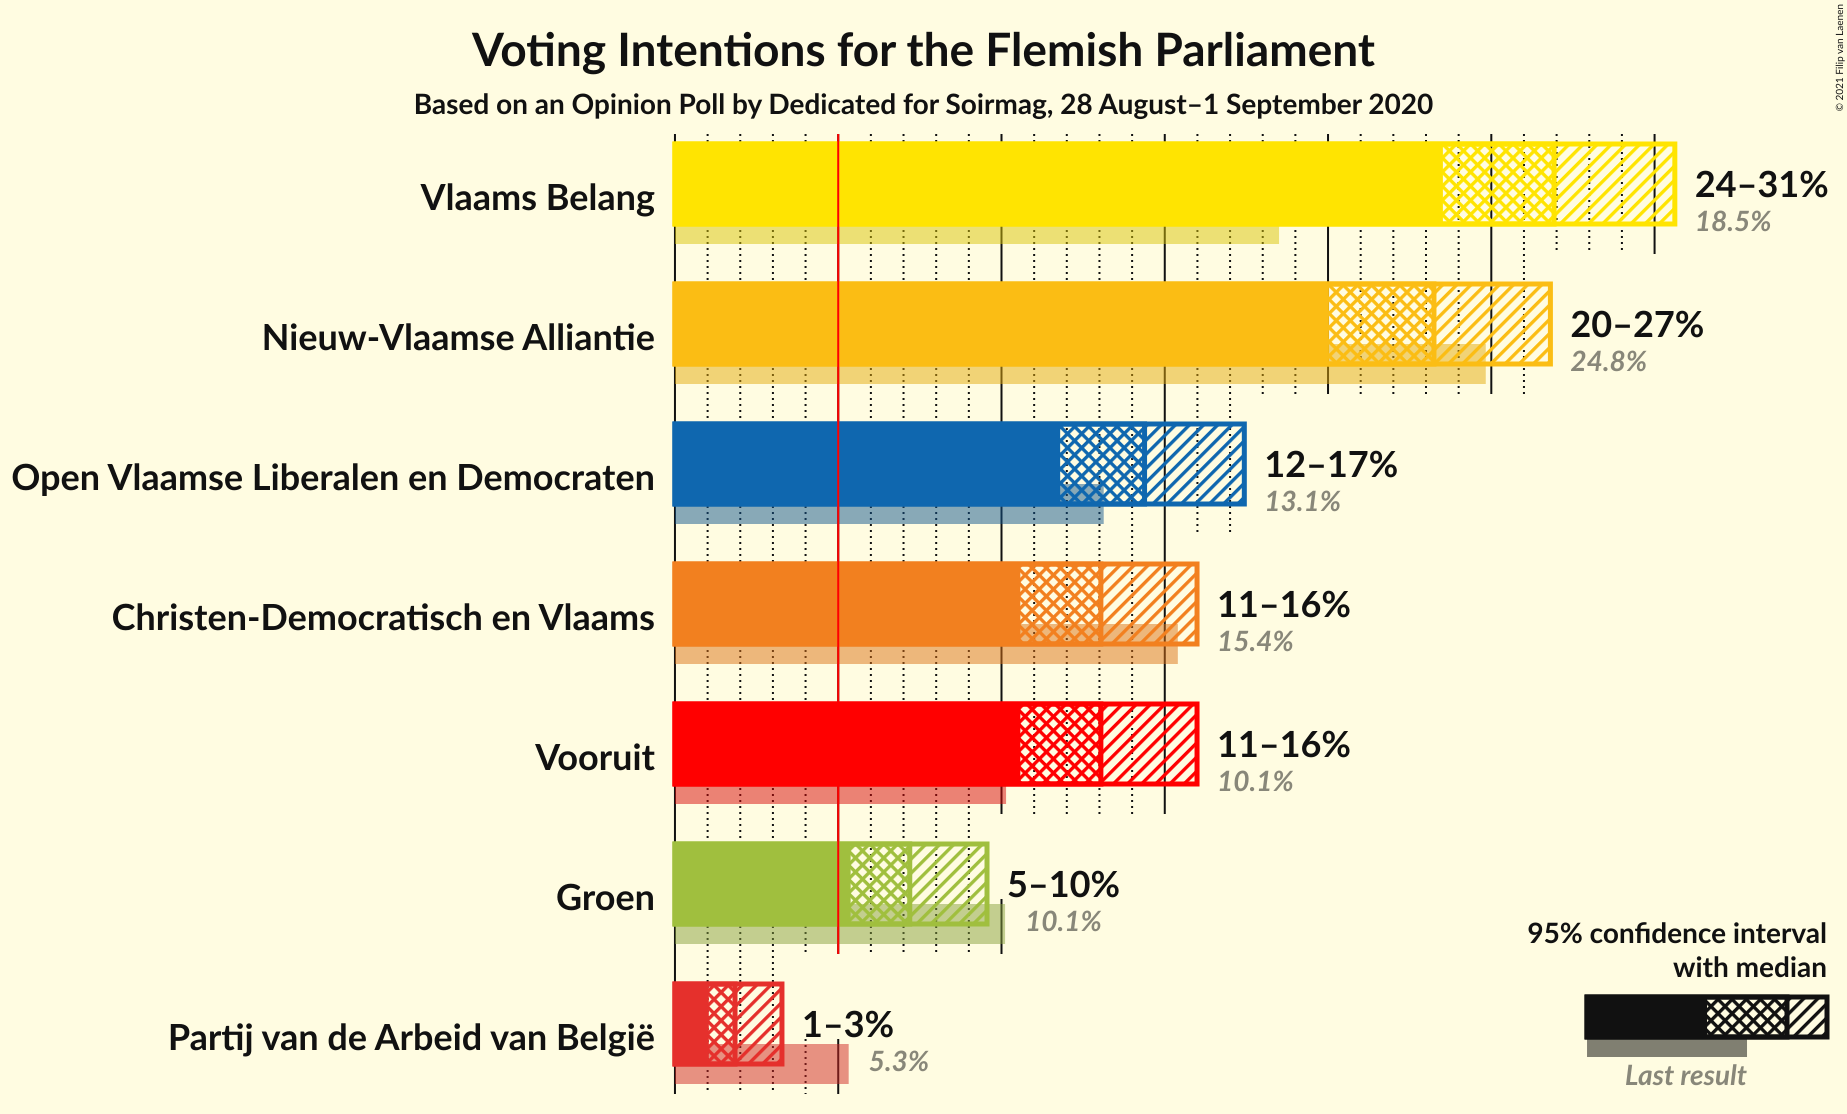 Voting Intentions for the Flemish Parliament
Based on an Opinion Poll by Dedicated for Soirmag, 28 August–1 September 2020
© 2021 Filip van Laenen
Vlaams Belang
24–31%
18.5%
Nieuw-Vlaamse Alliantie
20–27%
24.8%
Open Vlaamse Liberalen en Democraten
12–17%
13.1%
Christen-Democratisch en Vlaams
11–16%
15.4%
Vooruit
11–16%
10.1%
Groen
5–10%
10.1%
Partij van de Arbeid van België
1–3%
5.3%
95% confidence interval
with median
Last result